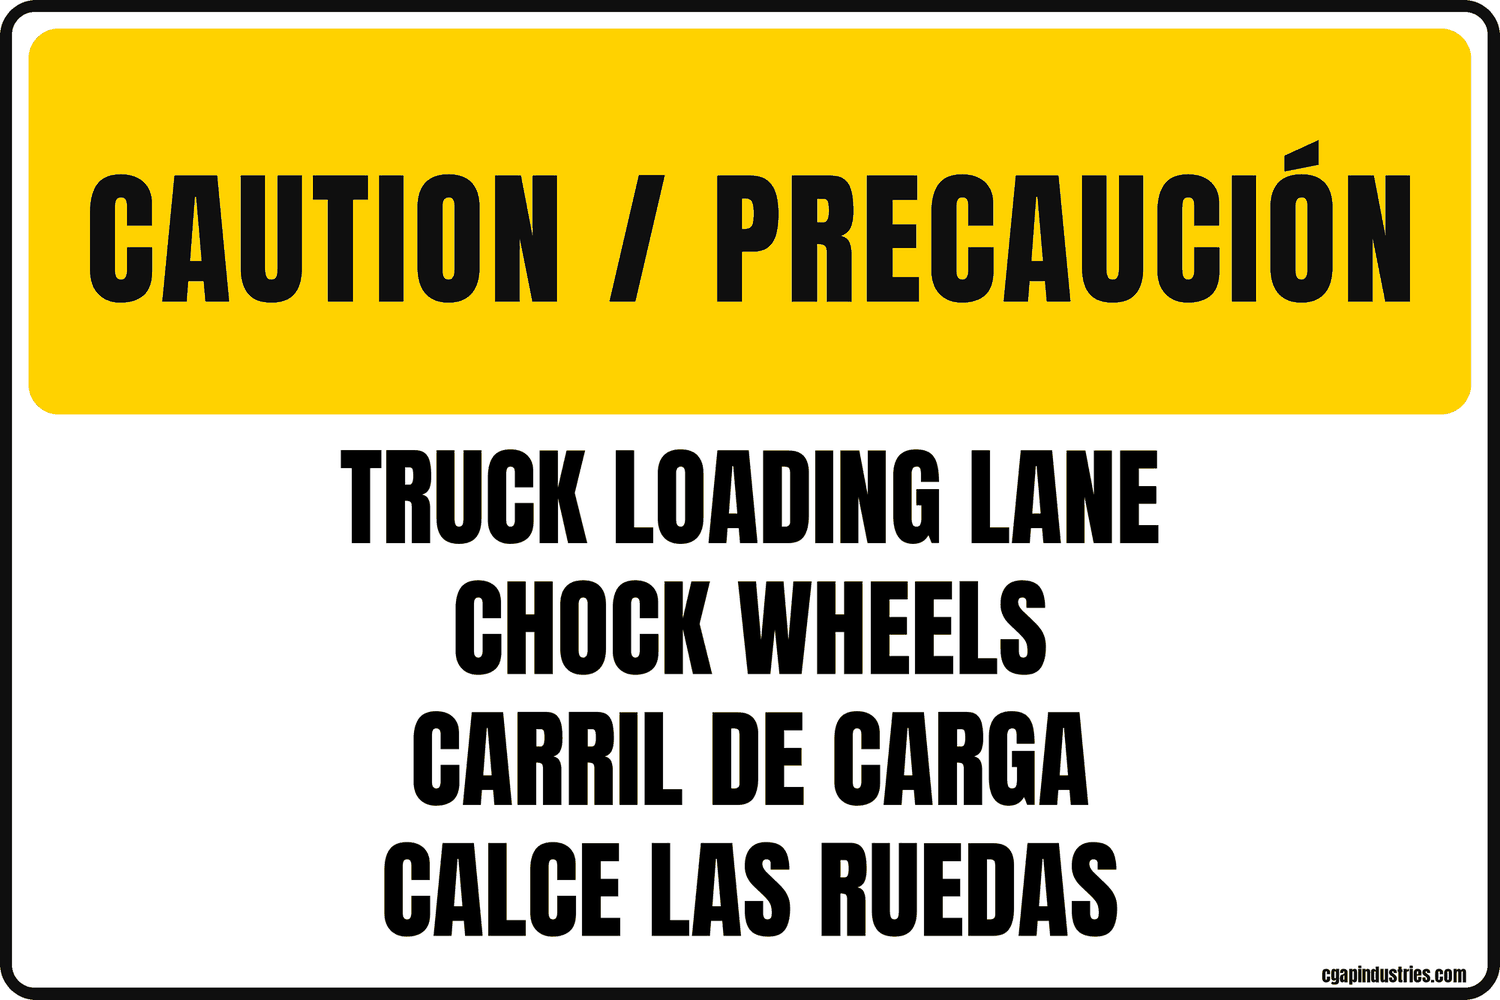 CAUTION / PRECAUCIÓN
TRUCK LOADING LANE
CHOCK WHEELS
CARRIL DE CARGA
CALCE LAS RUEDAS
cgapindustries.com